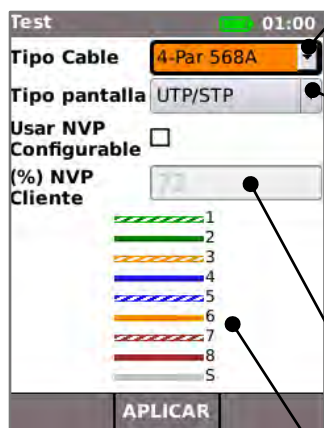 Test 01:00
Tipo Cable 4-Par 568A
Tipo pantalla UTP/STP
Usar NVP
Configurable
(%) NVP 72
Cliente
1
2
3
4
5
6
7
8
S
APLICAR